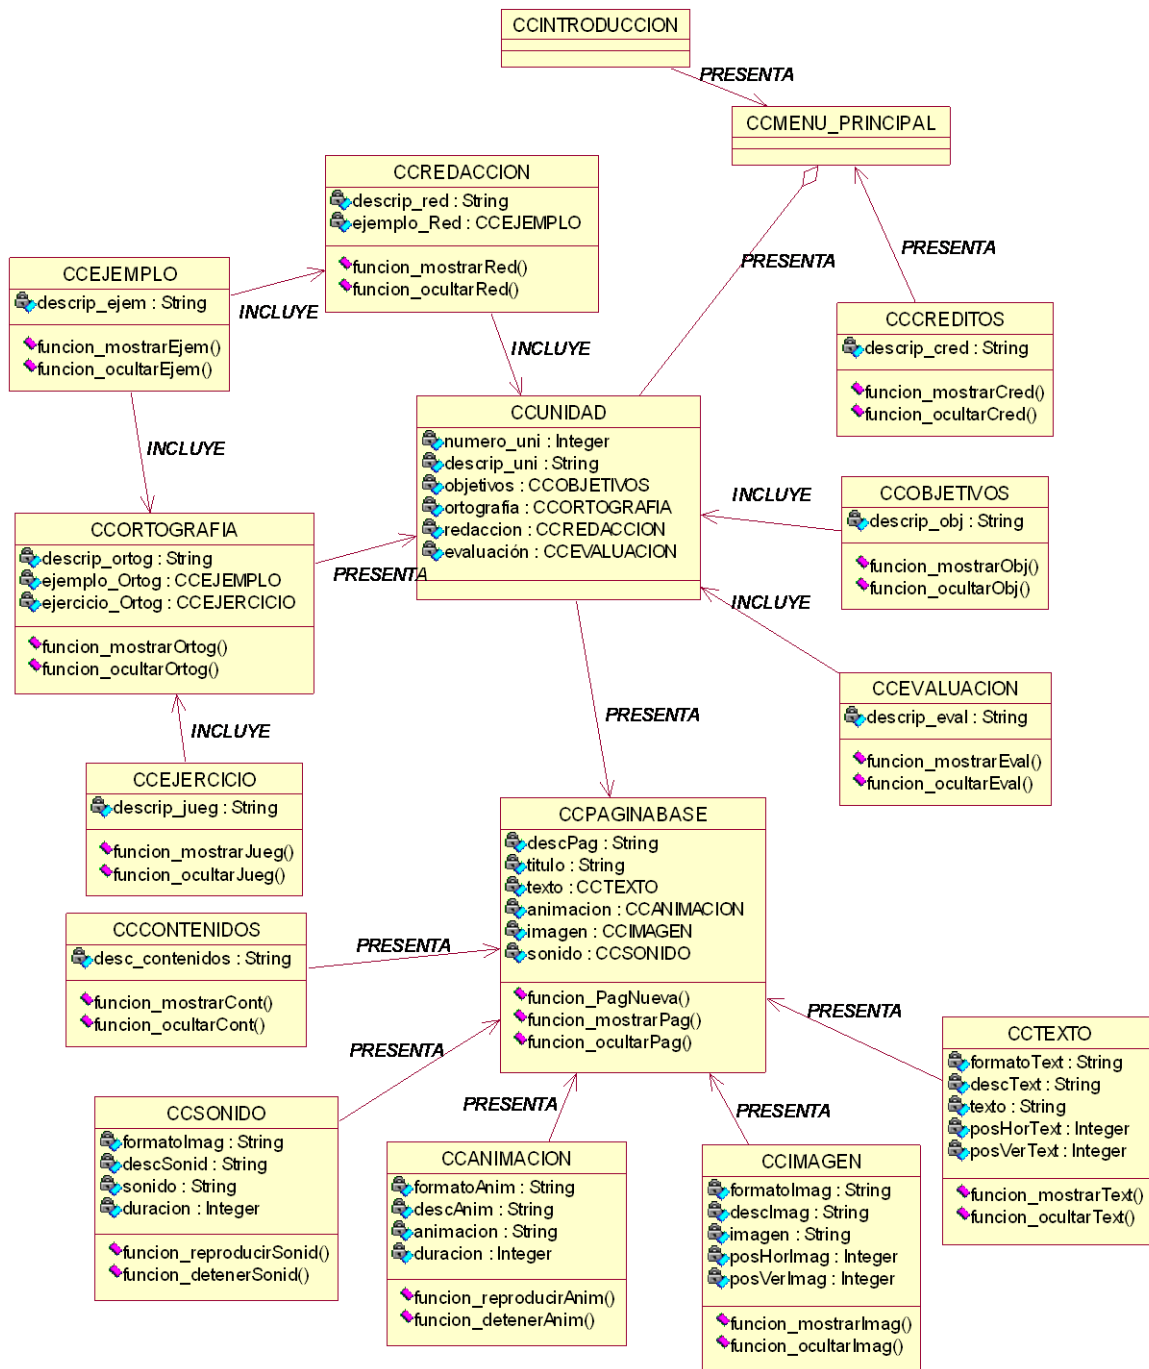 CCINTRODUCCION
PRESENTA
CCMENU_PRINCIPAL
CCREDACCION
descrip_red : String
ejemplo_Red : CCEJEMPLO
funcion_mostrarRed()
funcion_ocultarRed()
PRESENTA
PRESENTA
CCEJEMPLO
descrip_ejem : String
funcion_mostrarEjem()
funcion_ocultarEjem()
INCLUYE
INCLUYE
CCCREDITOS
descrip_cred : String
funcion_mostrarCred()
funcion_ocultarCred()
INCLUYE
CCUNIDAD
numero_uni : Integer
descrip_uni : String
objetivos : CCOBJETIVOS
ortografia : CCORTOGRAFIA
redaccion : CCREDACCION
evaluación : CCEVALUACION
INCLUYE
CCOBJETIVOS
descrip_obj : String
funcion_mostrarObj()
funcion_ocultarObj()
CCORTOGRAFIA
descrip_ortog : String
ejemplo_Ortog : CCEJEMPLO
ejercicio_Ortog : CCEJERCICIO
funcion_mostrarOrtog()
funcion_ocultarOrtog()
PRESENTA
INCLUYE
CCEVALUACION
descrip_eval : String
funcion_mostrarEval()
funcion_ocultarEval()
PRESENTA
INCLUYE
CCEJERCICIO
descrip_jueg : String
funcion_mostrarJueg()
funcion_ocultarJueg()
CCPAGINABASE
descPag : String
titulo : String
texto : CCTEXTO
animacion : CCANIMACION
imagen : CCIMAGEN
sonido : CCSONIDO
funcion_PagNueva()
funcion_mostrarPag()
funcion_ocultarPag()
CCCONTENIDOS
desc_contenidos : String
funcion_mostrarCont()
funcion_ocultarCont()
PRESENTA
PRESENTA
PRESENTA
CCTEXTO
formatoText : String
descText : String
texto : String
posHorText : Integer
posVerText : Integer
funcion_mostrarText()
funcion_ocultarText()
CCSONIDO
formatoImag : String
descSonid : String
sonido : String
duracion : Integer
funcion_reproducirSonid()
funcion_detenerSonid()
PRESENTA
PRESENTA
CCANIMACION
formatoAnim : String
descAnim : String
animacion : String
duracion : Integer
funcion_reproducirAnim()
funcion_detenerAnim()
CCIMAGEN
formatoImag : String
descImag : String
imagen : String
posHorImag : Integer
posVerImag : Integer
funcion_mostrarImag()
funcion_ocultarImag()